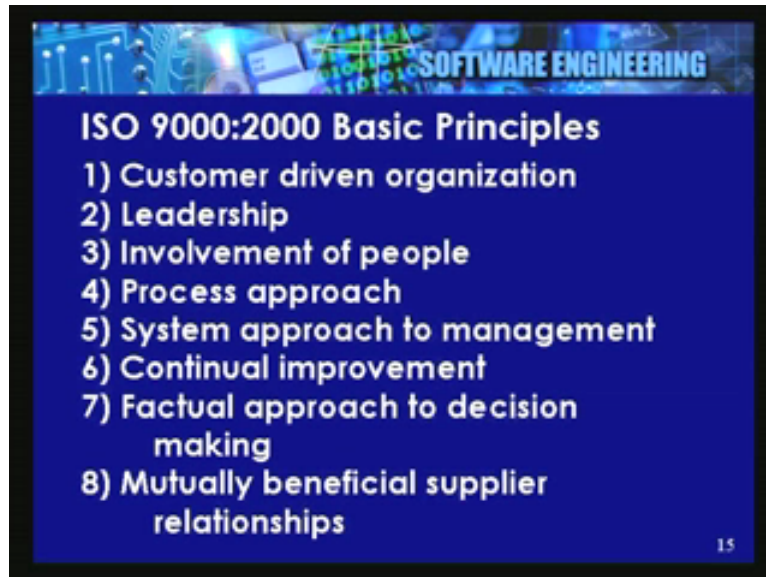 SOFTWARE ENGINEERING
ISO 9000:2000 Basic Principles
1) Customer driven organization
2) Leadership
3) Involvement of people
4) Process approach
5) System approach to management
6) Continual improvement
7) Factual approach to decision
making
8) Mutually beneficial supplier
relationships
15